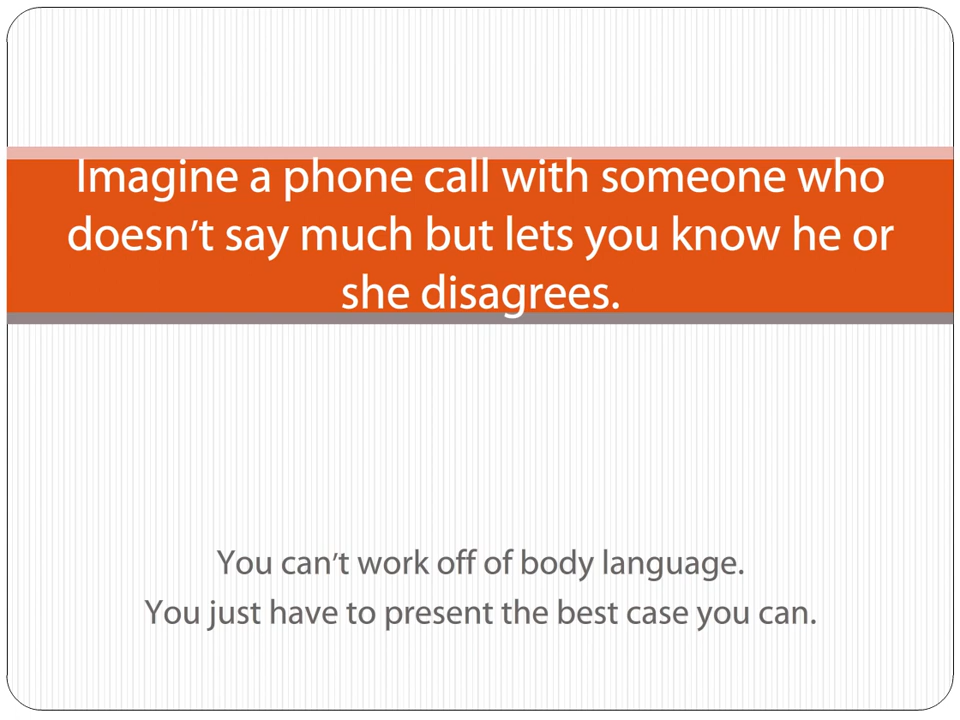 Imagine a phone call with someone who
doesn’t say much but lets you know he or
she disagrees.
You can’t work off of body language.
You just have to present the best case you can.